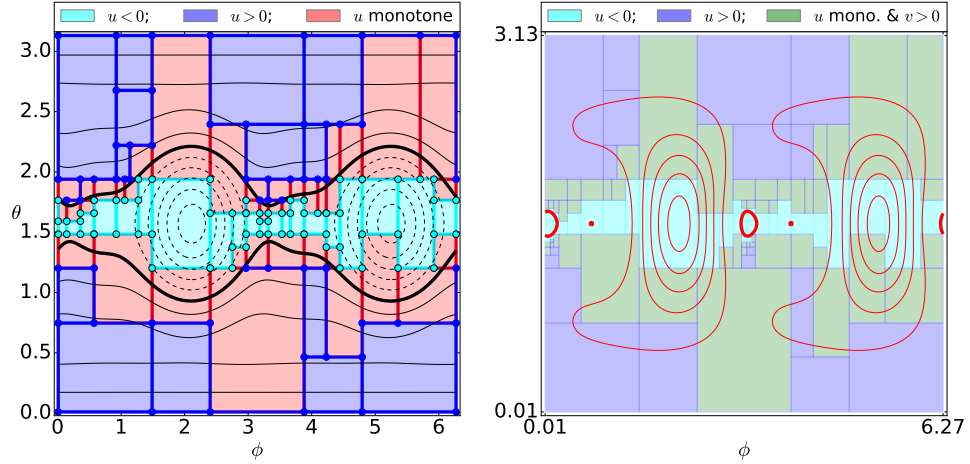 u < 0; u > 0; u monotone
3.0
2.5
2.0
θ
1.5
1.0
0.5
0.0
0 1 2 3 4 5 6
ϕ
u < 0; u > 0; u mono. & v > 0
3.13
0.01
0.01 6.27
ϕ